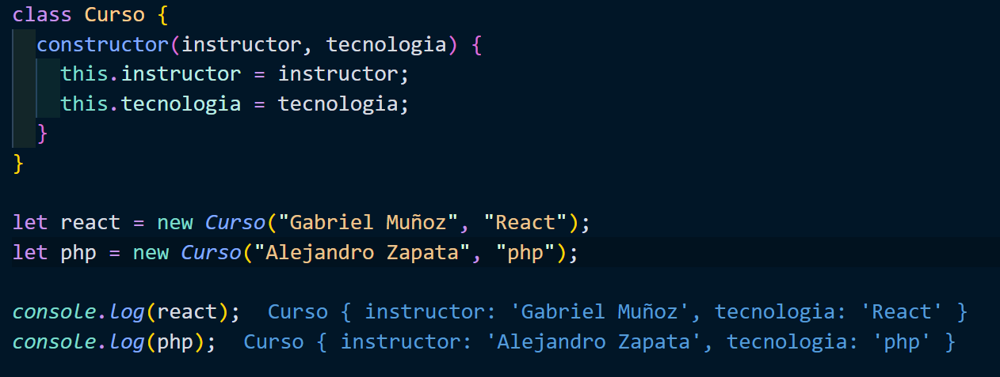 class Curso {
  constructor(instructor, tecnologia) {
    this.instructor = instructor;
    this.tecnologia = tecnologia;
  }
}
let react = new Curso("Gabriel Muñoz", "React");
let php = new Curso("Alejandro Zapata", "php");
console.log(react);  Curso { instructor: 'Gabriel Muñoz', tecnologia: 'React' }
console.log(php);  Curso { instructor: 'Alejandro Zapata', tecnologia: 'php' }